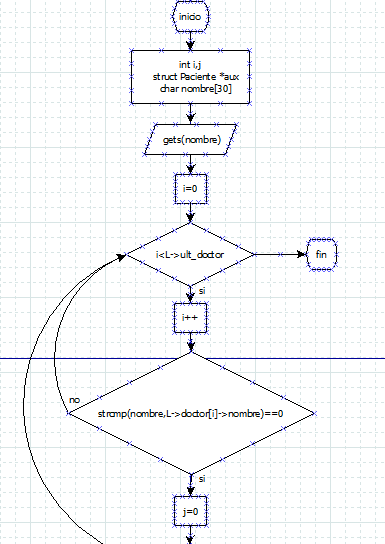 inicio
int i,j
struct Paciente *aux
char nombre[30]
gets(nombre)
i=0
i<L->ult_doctor
fin
si
i++
no
strcmp(nombre,L->doctor[i]->nombre)==0
si
j=0